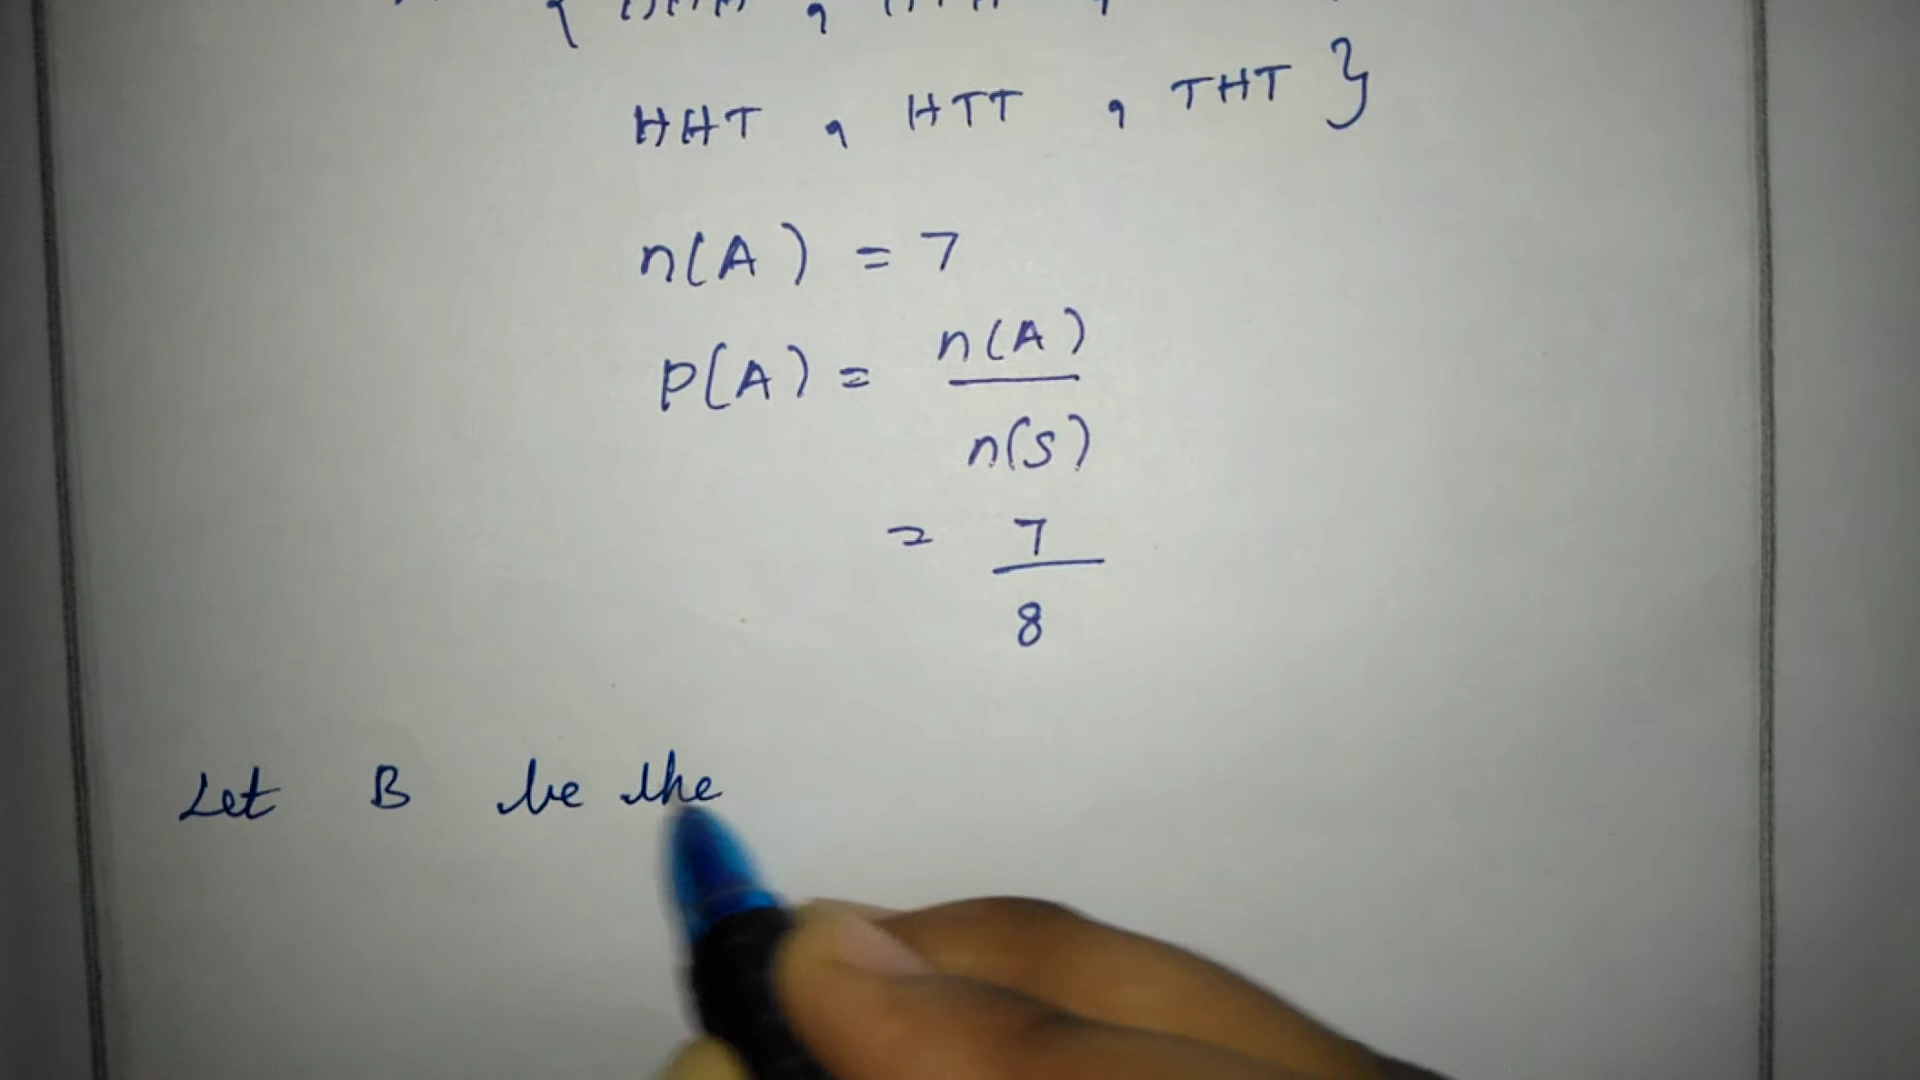 HHT , HTT , THT }
n(A) = 7
P(A) = n(A)
n(S)
= 7
8
Let B be the